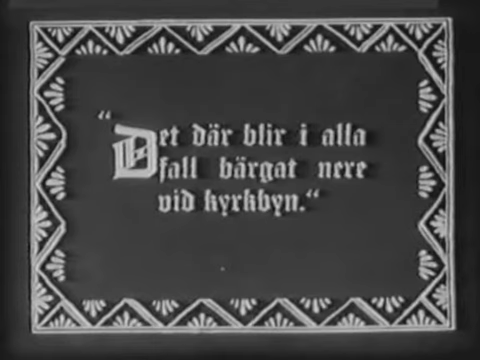 “Det där blir i alla
fall bärgat nere
vid kyrkbyn.“